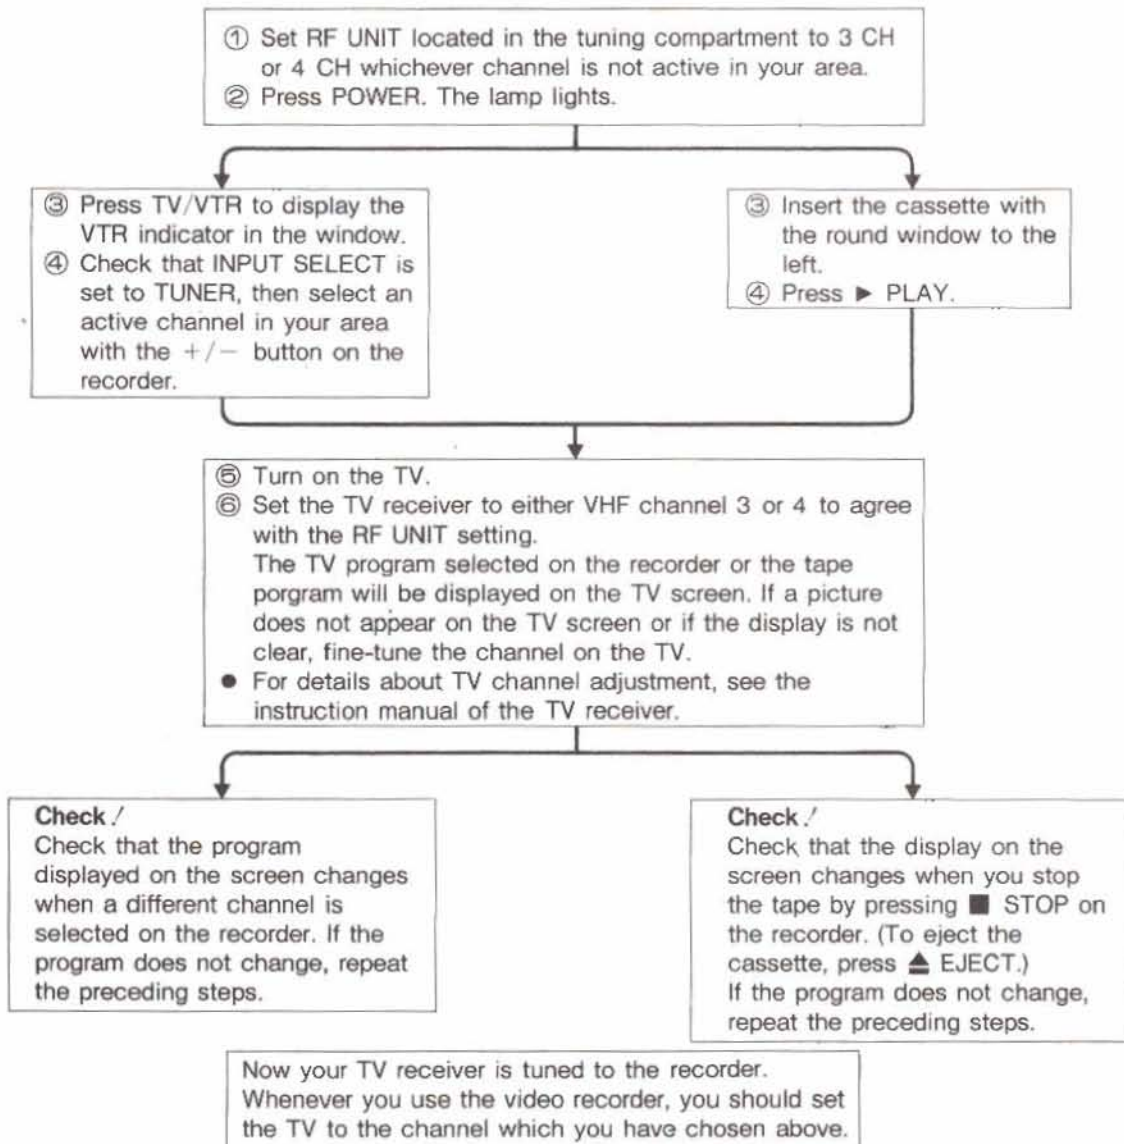 ① Set RF UNIT located in the tuning compartment to 3 CH
or 4 CH whichever channel is not active in your area.
② Press POWER. The lamp lights.
③ Press TV/VTR to display the
VTR indicator in the window.
④ Check that INPUT SELECT is
set to TUNER, then select an
active channel in your area
with the +/− button on the
recorder.
③ Insert the cassette with
the round window to the
left.
④ Press ► PLAY.
⑤ Turn on the TV.
⑥ Set the TV receiver to either VHF channel 3 or 4 to agree
with the RF UNIT setting.
The TV program selected on the recorder or the tape
porgram will be displayed on the TV screen. If a picture
does not appear on the TV screen or if the display is not
clear, fine-tune the channel on the TV.
● For details about TV channel adjustment, see the
instruction manual of the TV receiver.
Check!
Check that the program
displayed on the screen changes
when a different channel is
selected on the recorder. If the
program does not change, repeat
the preceding steps.
Check!
Check that the display on the
screen changes when you stop
the tape by pressing ■ STOP on
the recorder. (To eject the
cassette, press ⏏ EJECT.)
If the program does not change,
repeat the preceding steps.
Now your TV receiver is tuned to the recorder.
Whenever you use the video recorder, you should set
the TV to the channel which you have chosen above.